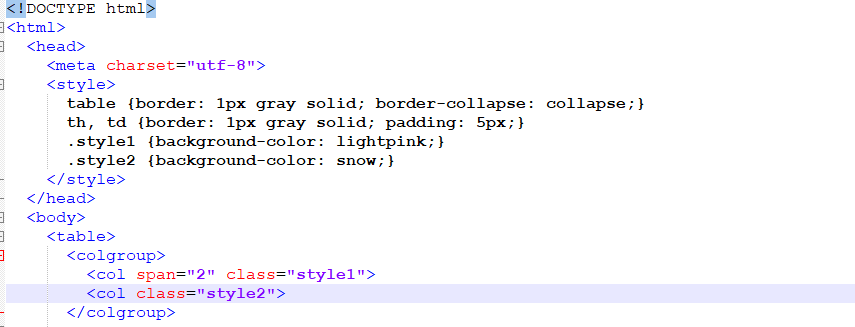 <!DOCTYPE html>
<html>
<head>
<meta charset="utf-8">
<style>
table {border: 1px gray solid; border-collapse: collapse;}
th, td {border: 1px gray solid; padding: 5px;}
.style1 {background-color: lightpink;}
.style2 {background-color: snow;}
</style>
</head>
<body>
<table>
<colgroup>
<col span="2" class="style1">
<col class="style2">
</colgroup>